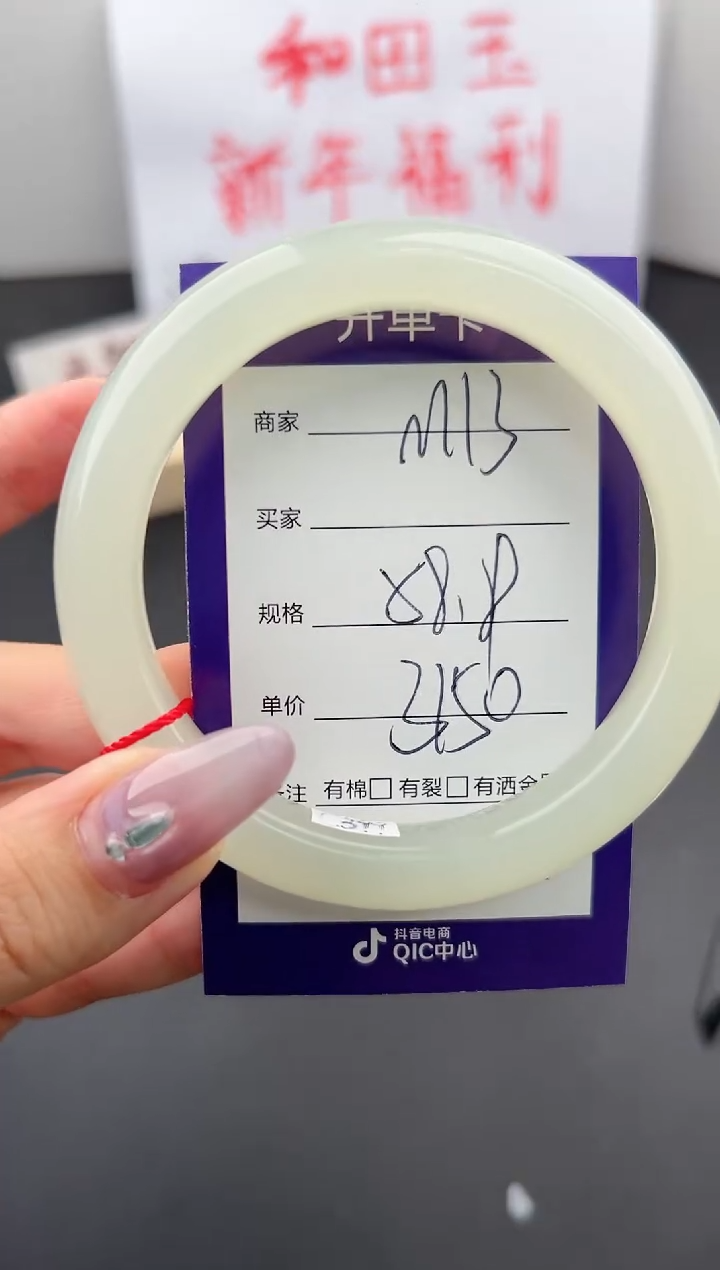 和田玉
新年福利
开单卡
商家 M13
买家
规格 58.8
单价 3450
注 有棉□ 有裂□ 有洒金
抖音电商
QIC中心